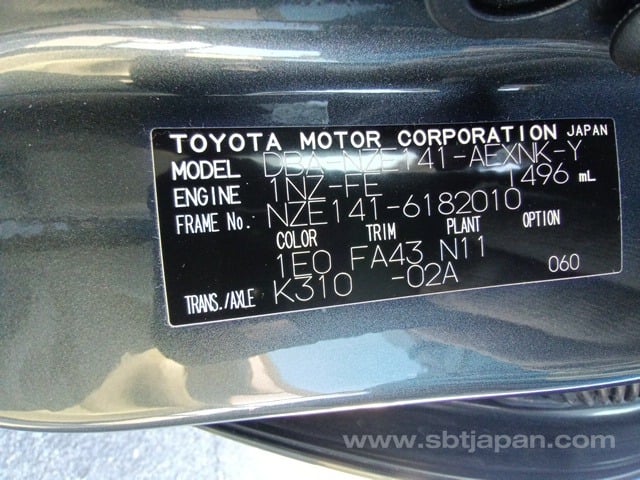 TOYOTA MOTOR CORPORATION JAPAN
MODEL DBA-NZE141-AEXNK-Y
ENGINE 1NZ-FE 1496 mL
FRAME No. NZE141-6182010
COLOR TRIM PLANT OPTION
1E0 FA43 N11
TRANS./AXLE K310 -02A 060
www.sbtjapan.com